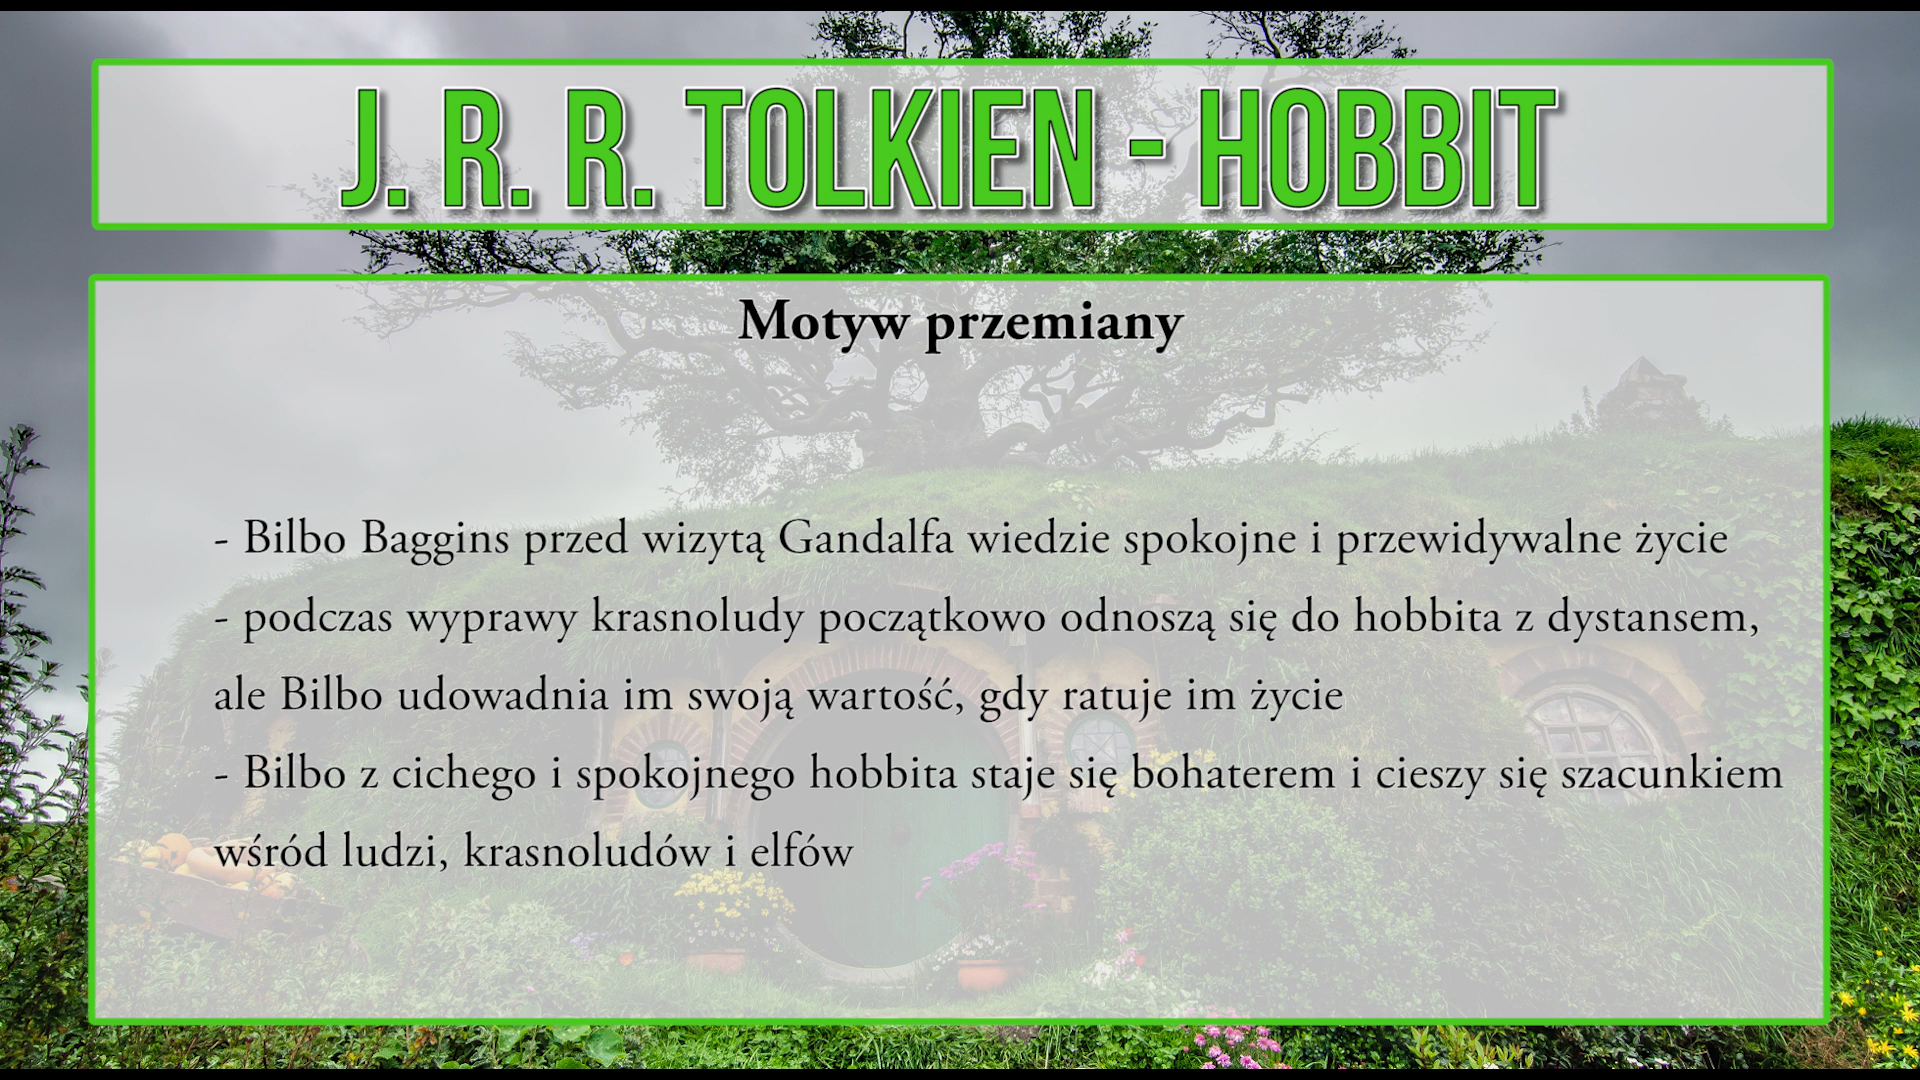 J. R. R. TOLKIEN - HOBBIT
Motyw przemiany
- Bilbo Baggins przed wizytą Gandalfa wiedzie spokojne i przewidywalne życie
- podczas wyprawy krasnoludy początkowo odnoszą się do hobbita z dystansem,
ale Bilbo udowadnia im swoją wartość, gdy ratuje im życie
- Bilbo z cichego i spokojnego hobbita staje się bohaterem i cieszy się szacunkiem
wśród ludzi, krasnoludów i elfów